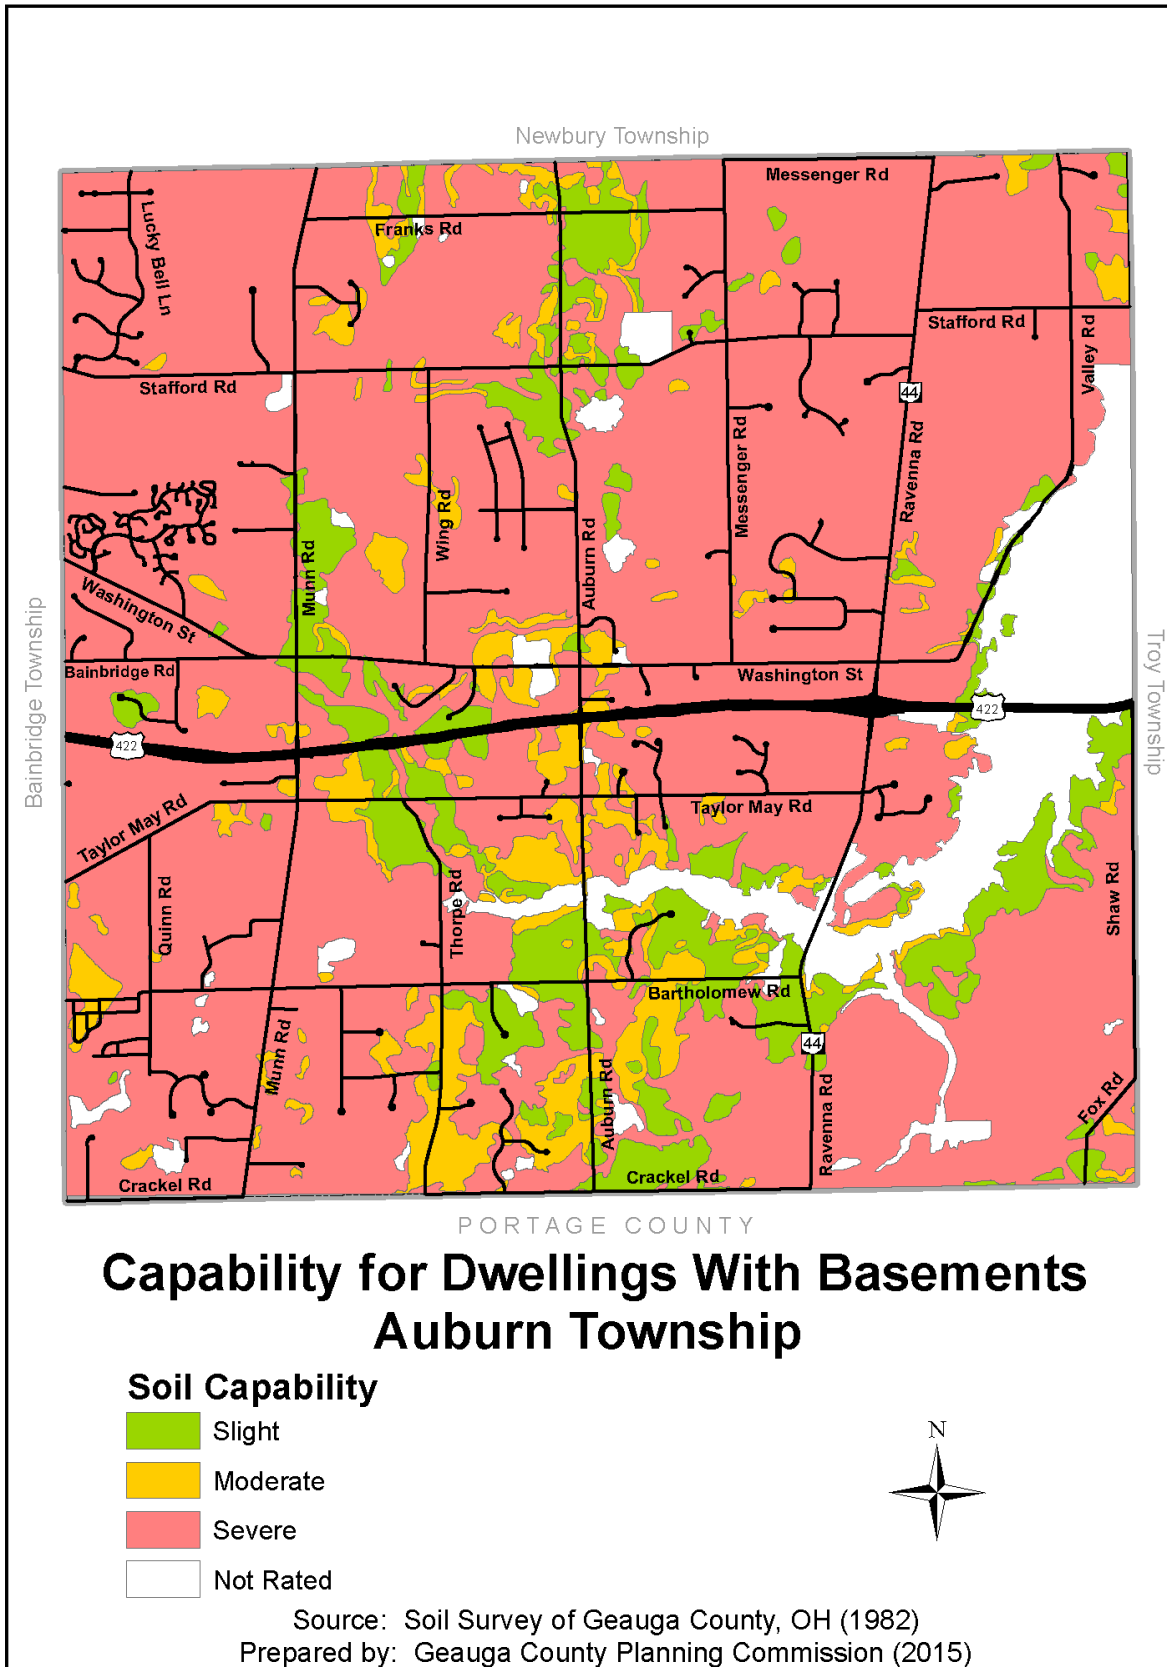 Newbury Township
Messenger Rd
Franks Rd
Lucky Bell Ln
Stafford Rd
Valley Rd
Stafford Rd
44
Ravenna Rd
Messenger Rd
Wing Rd
Auburn Rd
Munn Rd
Washington St
Bainbridge Township
Troy Township
Bainbridge Rd
Washington St
422
422
Taylor May Rd
Taylor May Rd
Quinn Rd
Thorpe Rd
Shaw Rd
Bartholomew Rd
Munn Rd
44
Auburn Rd
Ravenna Rd
Fox Rd
Crackel Rd
Crackel Rd
PORTAGE COUNTY
Capability for Dwellings With Basements
Auburn Township
Soil Capability
Slight
Moderate
Severe
Not Rated
N
Source: Soil Survey of Geauga County, OH (1982)
Prepared by: Geauga County Planning Commission (2015)